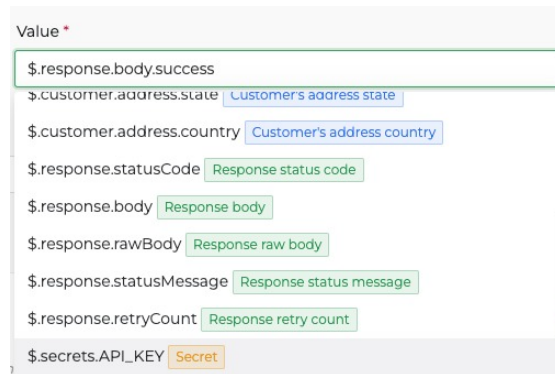 Value *
$.response.body.success
$.customer.address.state Customer's address state
$.customer.address.country Customer's address country
$.response.statusCode Response status code
$.response.body Response body
$.response.rawBody Response raw body
$.response.statusMessage Response status message
$.response.retryCount Response retry count
$.secrets.API_KEY Secret